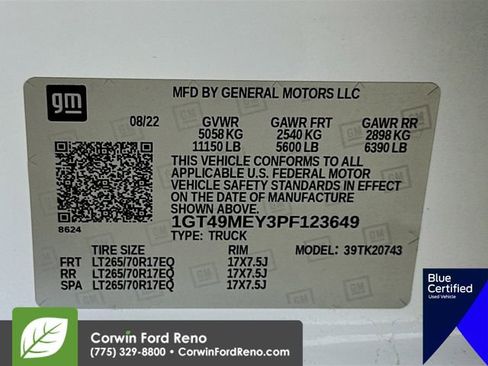 gm
MFD BY GENERAL MOTORS LLC
08/22 GVWR GAWR FRT GAWR RR
5058 KG 2540 KG 2898 KG
11150 LB 5600 LB 6390 LB
THIS VEHICLE CONFORMS TO ALL
APPLICABLE U.S. FEDERAL MOTOR
VEHICLE SAFETY STANDARDS IN EFFECT
ON THE DATE OF MANUFACTURE
SHOWN ABOVE.
8624
1GT49MEY3PF123649
TYPE: TRUCK
TIRE SIZE RIM MODEL: 39TK20743
FRT LT265/70R17EQ 17X7.5J
RR LT265/70R17EQ 17X7.5J
SPA LT265/70R17EQ 17X7.5J
Blue
Certified
Used Vehicle
Corwin Ford Reno
(775) 329-8800 • CorwinFordReno.com